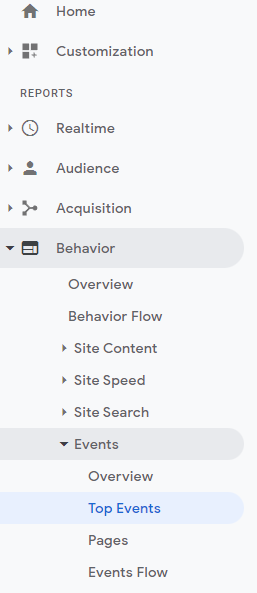 Home
Customization
REPORTS
Realtime
Audience
Acquisition
Behavior
Overview
Behavior Flow
Site Content
Site Speed
Site Search
Events
Overview
Top Events
Pages
Events Flow